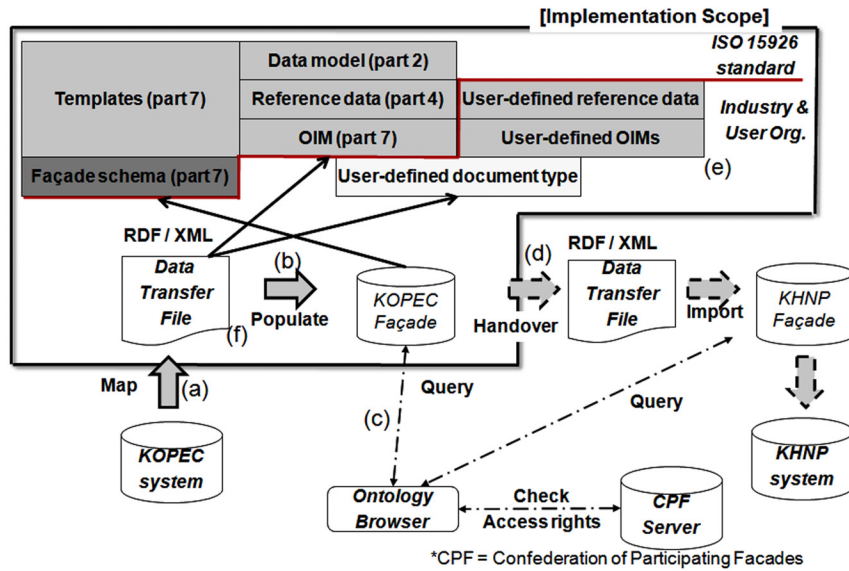 [Implementation Scope]
ISO 15926
standard
Data model (part 2)
Templates (part 7)
Reference data (part 4)
User-defined reference data
Industry &
User Org.
OIM (part 7)
User-defined OIMs
(e)
Façade schema (part 7)
User-defined document type
RDF / XML
Data
Transfer
File
(f)
(b)
Populate
KOPEC
Façade
(d)
Handover
RDF / XML
Data
Transfer
File
Import
KHNP
Façade
Map
(a)
Query
(c)
Query
KOPEC
system
KHNP
system
Ontology
Browser
Check
Access rights
CPF
Server
*CPF = Confederation of Participating Facades